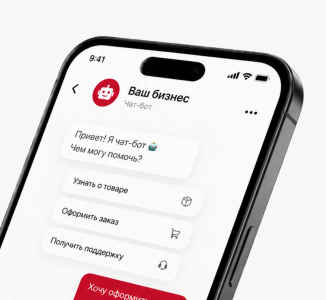 9:41
Ваш бизнес
Чат-бот
Привет! Я чат-бот
Чем могу помочь?
Узнать о товаре
Оформить заказ
Получить поддержку
Хочу оформить